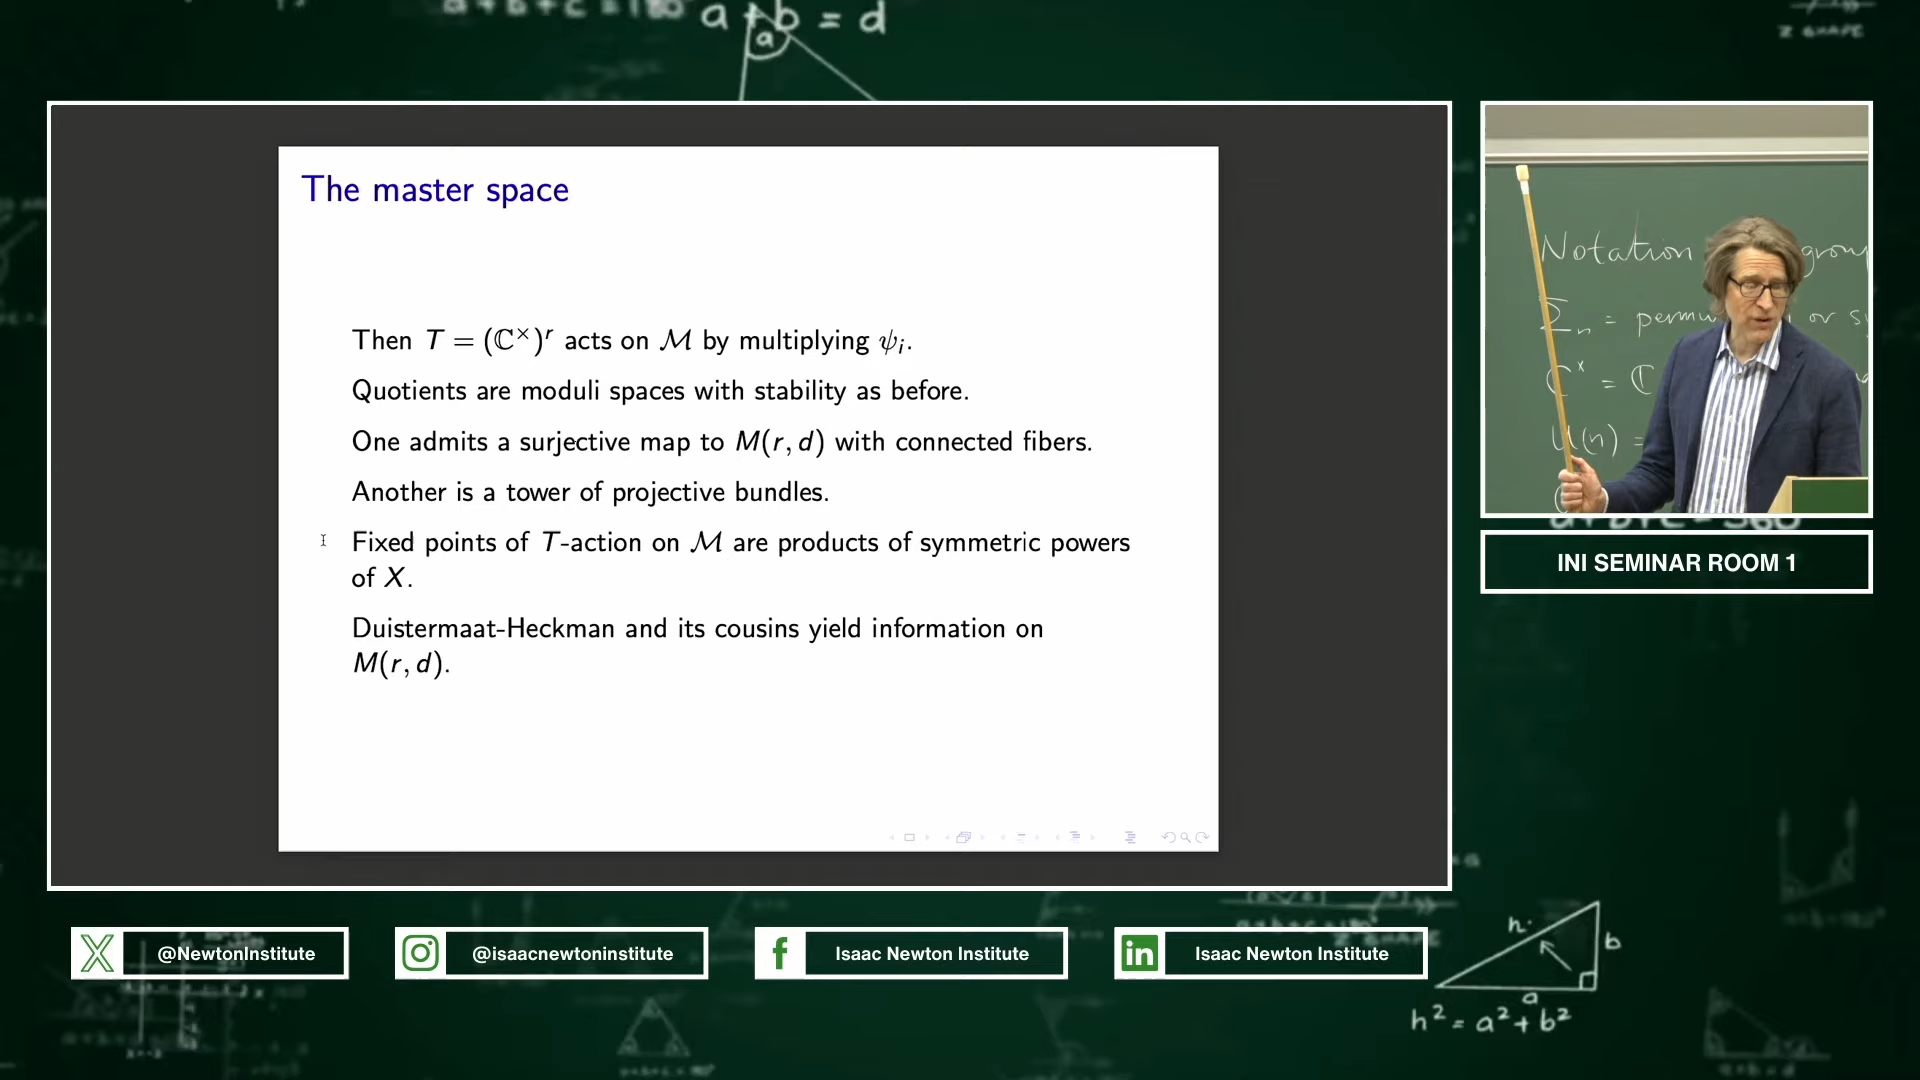 a + b = d
a
The master space
Then T = (ℂ×)^r acts on ℳ by multiplying ψ_i.
Quotients are moduli spaces with stability as before.
One admits a surjective map to M(r, d) with connected fibers.
Another is a tower of projective bundles.
Fixed points of T-action on ℳ are products of symmetric powers
of X.
Duistermaat-Heckman and its cousins yield information on
M(r, d).
Notation
Σ_n = or
ℂ^× = ℂ
U(n) =
INI SEMINAR ROOM 1
@NewtonInstitute
@isaacnewtoninstitute
Isaac Newton Institute
Isaac Newton Institute
h
b
a
h² = a² + b²